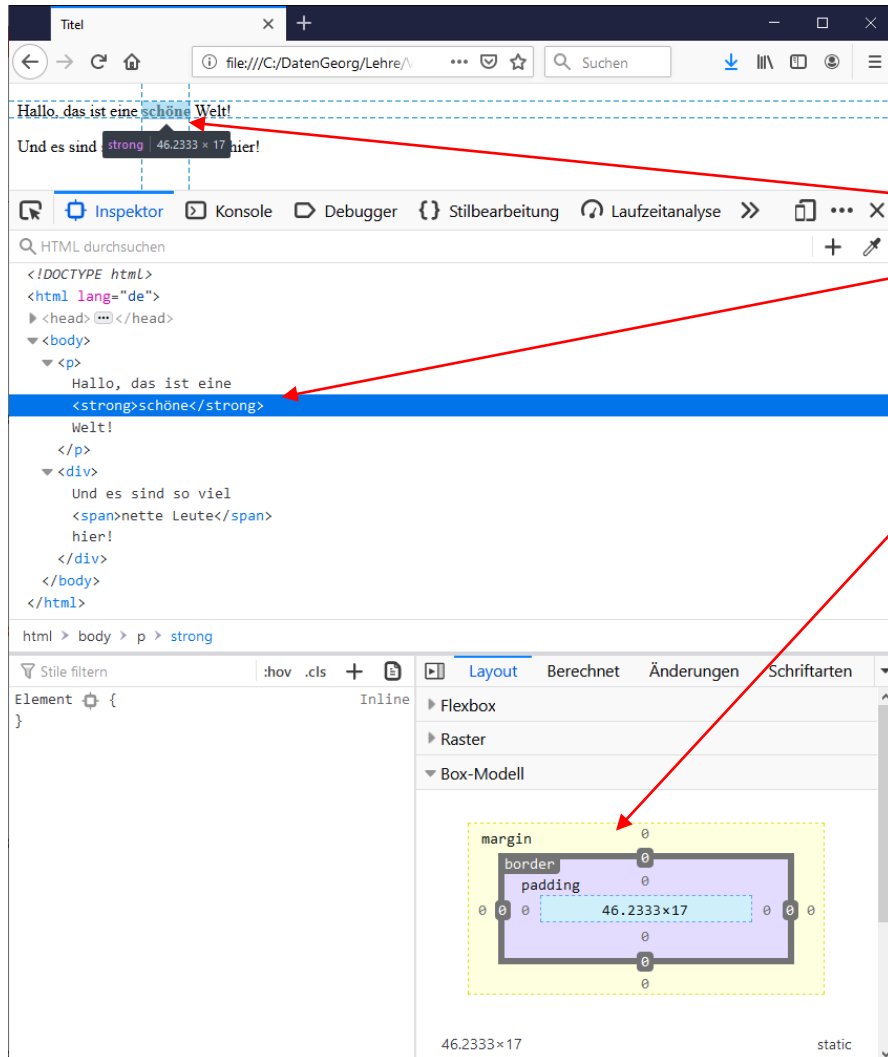 Titel
file:///C:/DatenGeorg/Lehre/
Suchen
Hallo, das ist eine schöne Welt!
Und es sind hier!
strong 46.2333 × 17
Inspektor Konsole Debugger Stilbearbeitung Laufzeitanalyse
HTML durchsuchen
<!DOCTYPE html>
<html lang="de">
<head> ••• </head>
<body>
<p>
Hallo, das ist eine
<strong>schöne</strong>
Welt!
</p>
<div>
Und es sind so viel
<span>nette Leute</span>
hier!
</div>
</body>
</html>
html > body > p > strong
Stile filtern :hov .cls +
Element {
Inline
}
Layout Berechnet Änderungen Schriftarten
Flexbox
Raster
Box-Modell
margin 0
border 0
padding 0
0 0 0 46.2333×17 0 0 0
0
0
0
46.2333×17 static